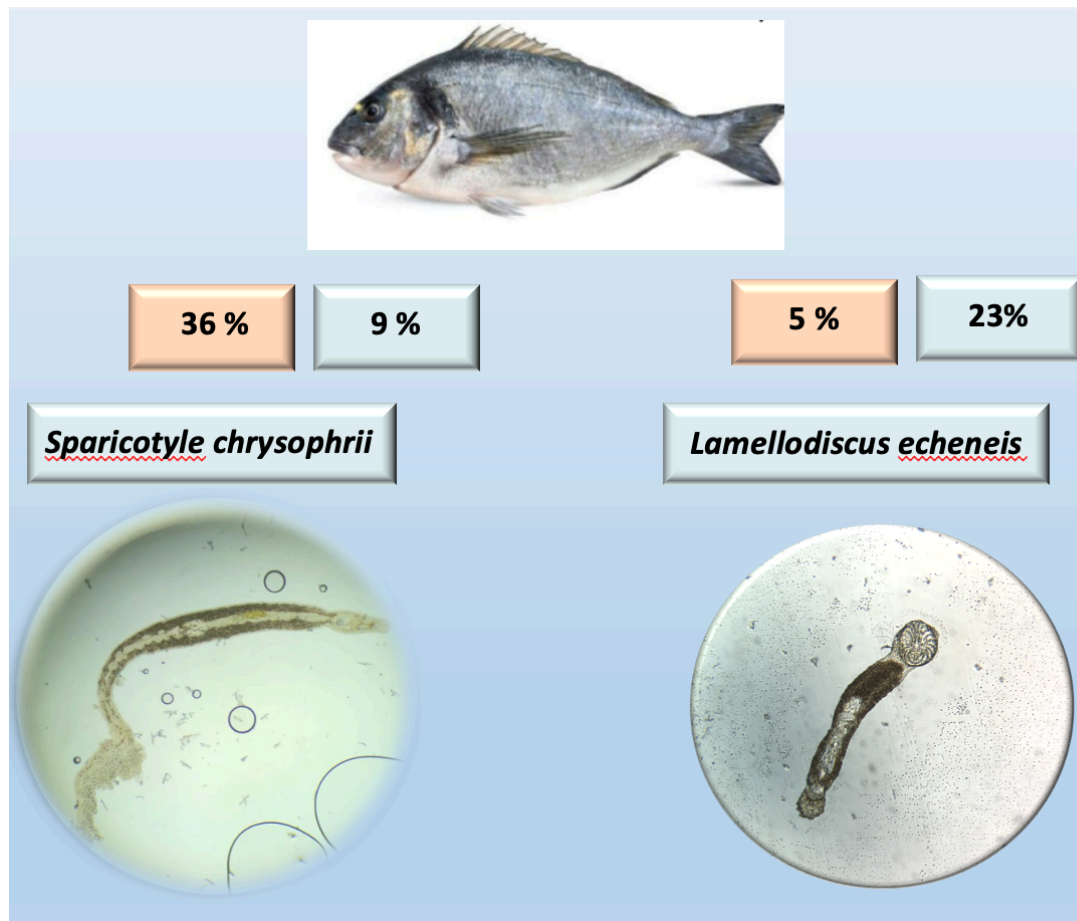 36 %
9 %
5 %
23%
Sparicotyle chrysophrii
Lamellodiscus echeneis